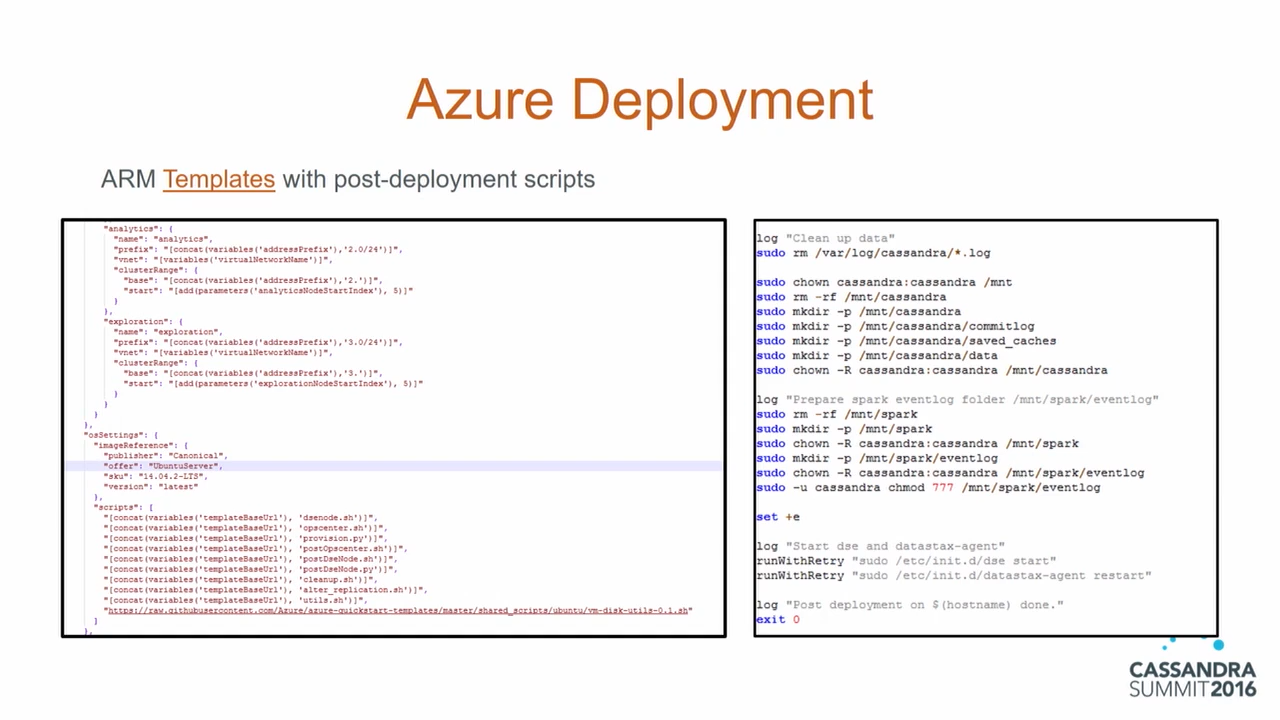 Azure Deployment
ARM Templates with post-deployment scripts
"analytics": {
"name": "analytics",
"prefix": "[concat(variables('addressPrefix'),'2.0/24')]",
"vnet": "[variables('virtualNetworkName')]",
"clusterRange": {
"base": "[concat(variables('addressPrefix'),'2.')]",
"start": "[add(parameters('analyticsNodeStartIndex'), 5)]"
}
},
"exploration": {
"name": "exploration",
"prefix": "[concat(variables('addressPrefix'),'3.0/24')]",
"vnet": "[variables('virtualNetworkName')]",
"clusterRange": {
"base": "[concat(variables('addressPrefix'),'3.')]",
"start": "[add(parameters('explorationNodeStartIndex'), 5)]"
}
}
}
},
"osSettings": {
"imageReference": {
"publisher": "Canonical",
"offer": "UbuntuServer",
"sku": "14.04.2-LTS",
"version": "latest"
},
"scripts": [
"[concat(variables('templateBaseUrl'), 'dsenode.sh')]",
"[concat(variables('templateBaseUrl'), 'opscenter.sh')]",
"[concat(variables('templateBaseUrl'), 'provision.py')]",
"[concat(variables('templateBaseUrl'), 'postOpscenter.sh')]",
"[concat(variables('templateBaseUrl'), 'postDseNode.sh')]",
"[concat(variables('templateBaseUrl'), 'postDseNode.py')]",
"[concat(variables('templateBaseUrl'), 'cleanup.sh')]",
"[concat(variables('templateBaseUrl'), 'alter_replication.sh')]",
"[concat(variables('templateBaseUrl'), 'utils.sh')]",
"https://raw.githubusercontent.com/Azure/azure-quickstart-templates/master/shared_scripts/ubuntu/vm-disk-utils-0.1.sh"
]
},
log "Clean up data"
sudo rm /var/log/cassandra/*.log
sudo chown cassandra:cassandra /mnt
sudo rm -rf /mnt/cassandra
sudo mkdir -p /mnt/cassandra
sudo mkdir -p /mnt/cassandra/commitlog
sudo mkdir -p /mnt/cassandra/saved_caches
sudo mkdir -p /mnt/cassandra/data
sudo chown -R cassandra:cassandra /mnt/cassandra
log "Prepare spark eventlog folder /mnt/spark/eventlog"
sudo rm -rf /mnt/spark
sudo mkdir -p /mnt/spark
sudo chown -R cassandra:cassandra /mnt/spark
sudo mkdir -p /mnt/spark/eventlog
sudo chown -R cassandra:cassandra /mnt/spark/eventlog
sudo -u cassandra chmod 777 /mnt/spark/eventlog
set +e
log "Start dse and datastax-agent"
runWithRetry "sudo /etc/init.d/dse start"
runWithRetry "sudo /etc/init.d/datastax-agent restart"
log "Post deployment on $(hostname) done."
exit 0
CASSANDRA
SUMMIT2016